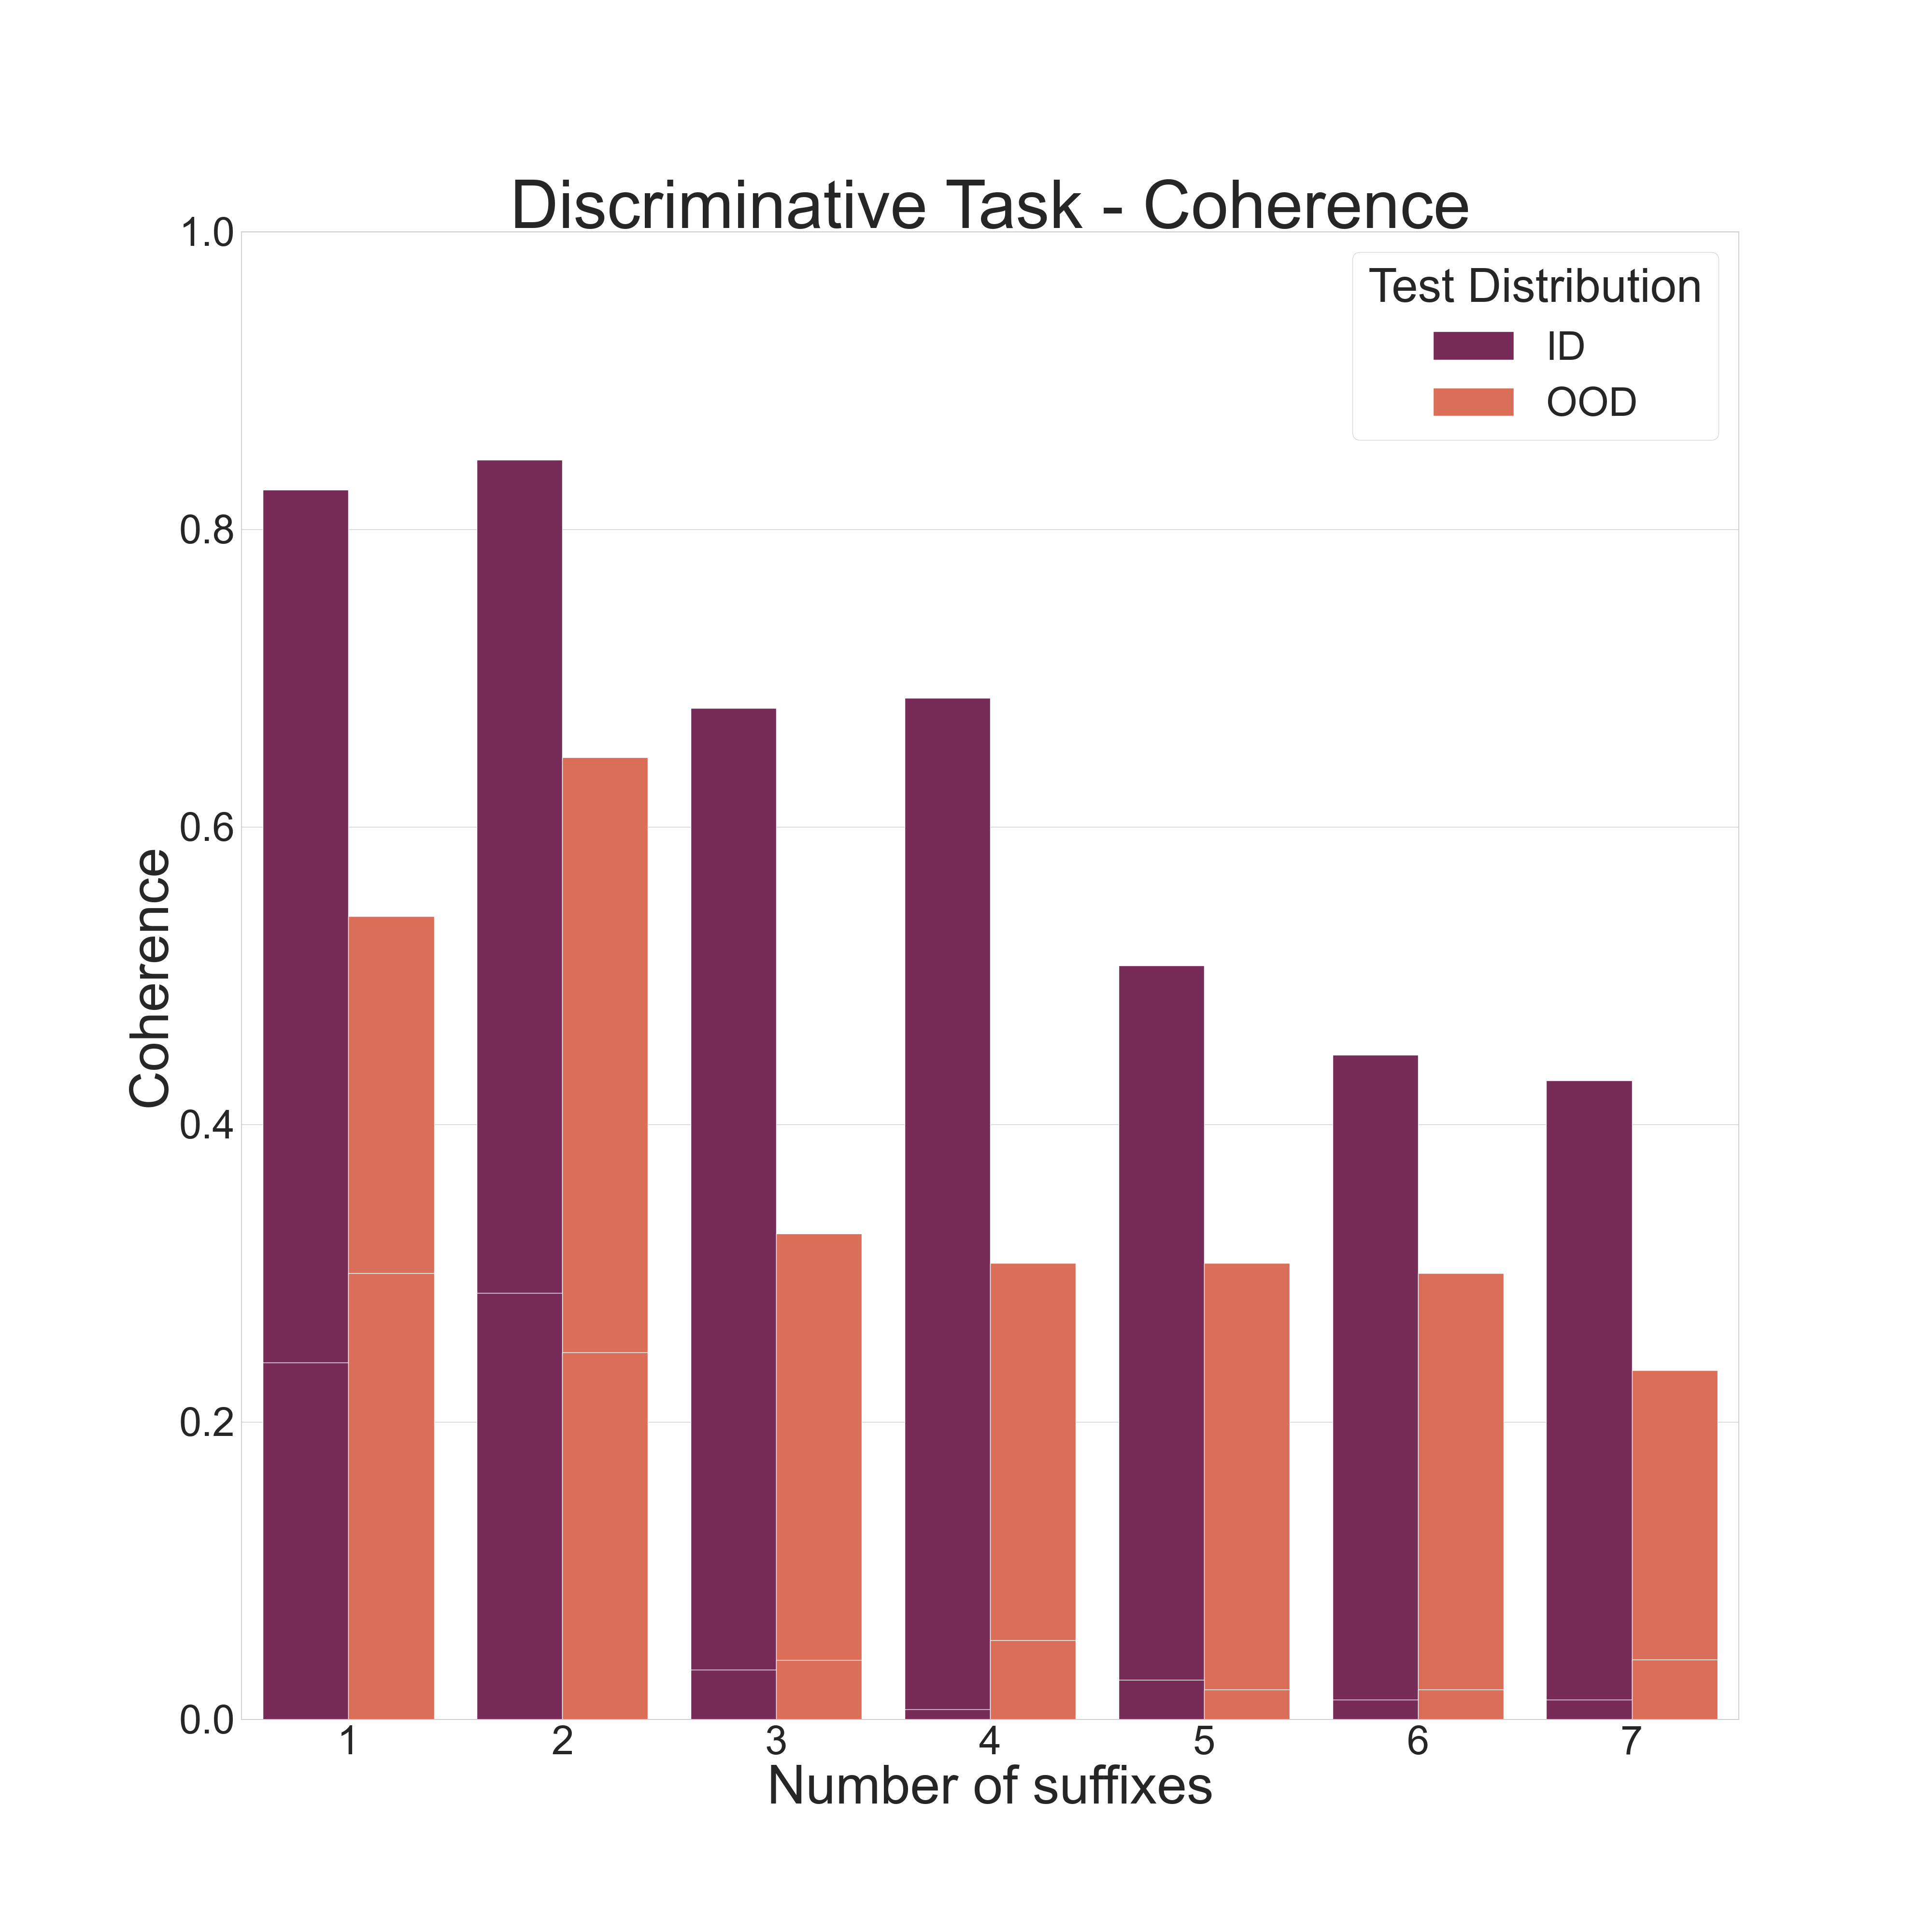 Discriminative Task - Coherence
Test Distribution
ID
OOD
Coherence
1.0
0.8
0.6
0.4
0.2
0.0
1 2 3 4 5 6 7
Number of suffixes